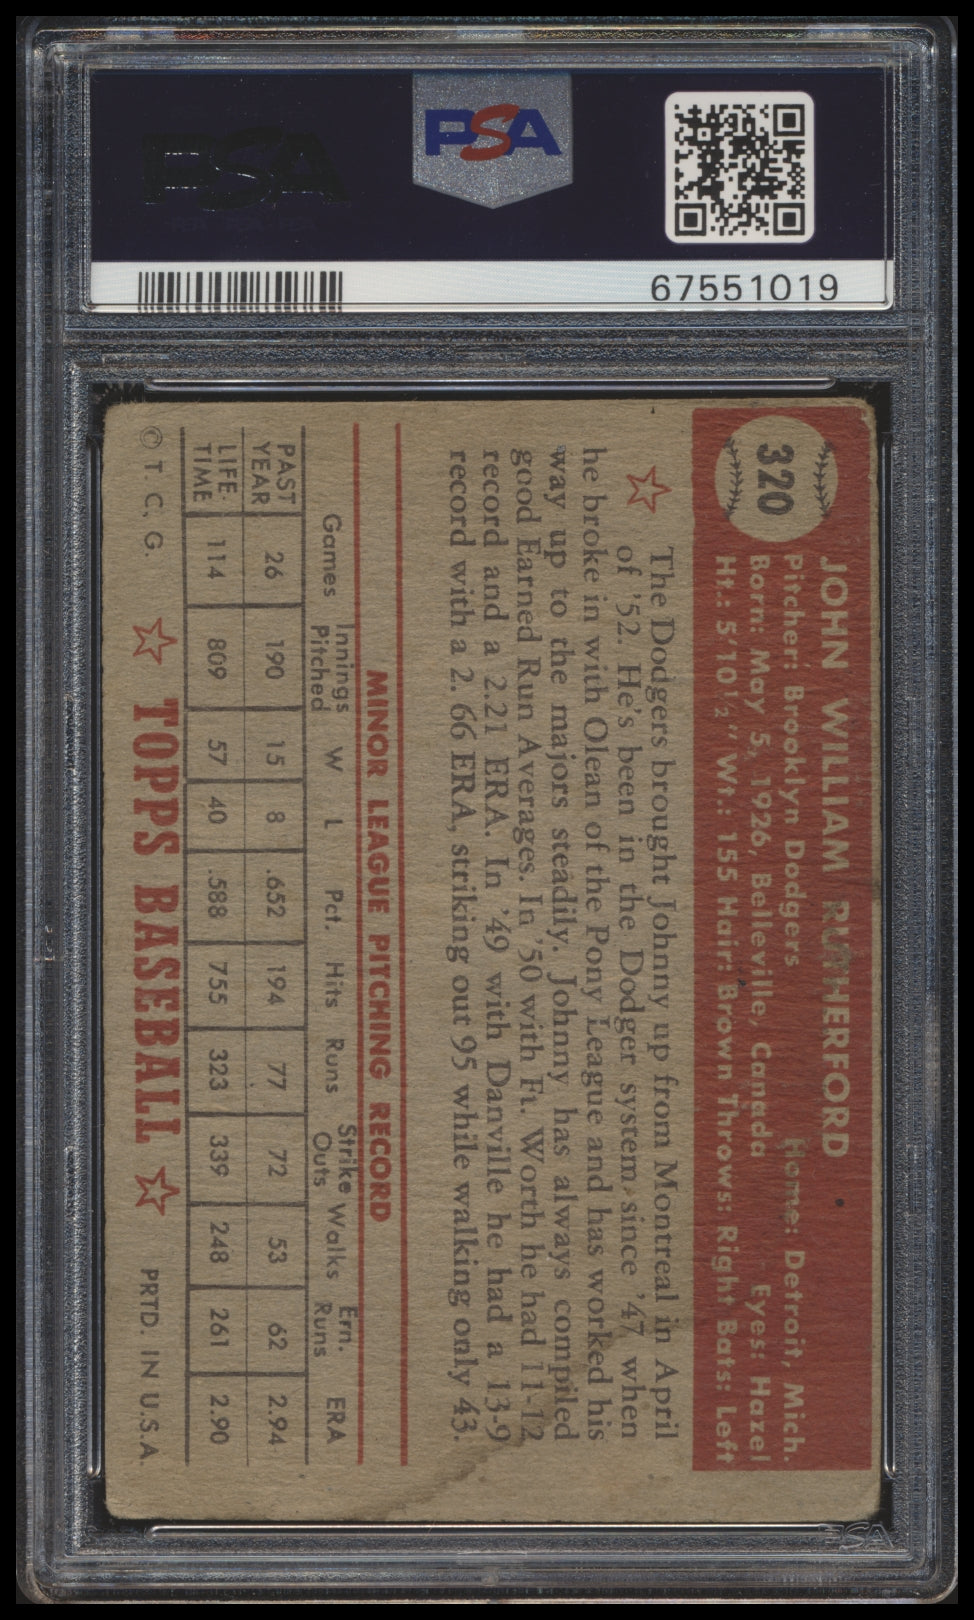 PSA
PSA
67551019
320
JOHN WILLIAM RUTHERFORD
Pitcher: Brooklyn Dodgers Home: Detroit, Mich.
Born: May 5, 1926, Belleville, Canada Eyes: Hazel
Ht.: 5'10½" Wt.: 155 Hair: Brown Throws: Right Bats: Left
The Dodgers brought Johnny up from Montreal in April
of '52. He's been in the Dodger system since '47 when
he broke in with Olean of the Pony League and has worked his
way up to the majors steadily. Johnny has always compiled
good Earned Run Averages. In '50 with Ft. Worth he had 11-12
record and a 2.21 ERA. In '49 with Danville he had a 13-9
record with a 2.66 ERA, striking out 95 while walking only 43.
MINOR LEAGUE PITCHING RECORD
Games Innings Pitched W L Pct. Hits Runs Strike Outs Walks Ern. Runs ERA
PAST YEAR 26 190 15 8 .652 194 77 72 53 62 2.94
LIFE TIME 114 809 57 40 .588 755 323 339 248 261 2.90
© T. C. G. TOPPS BASEBALL PRTD. IN U.S.A.
PSA